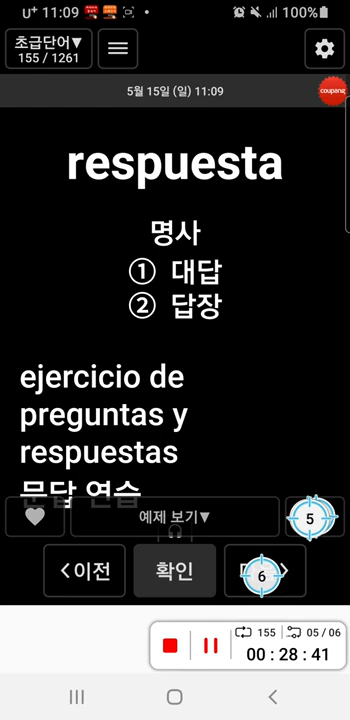 U+ 11:09 100%
초급단어▼
155 / 1261
5월 15일 (일) 11:09
coupang
respuesta
명사
① 대답
② 답장
ejercicio de
preguntas y
respuestas
문답 연습
예제 보기▼
5
<이전
확인
6
155 05 / 06
00 : 28 : 41